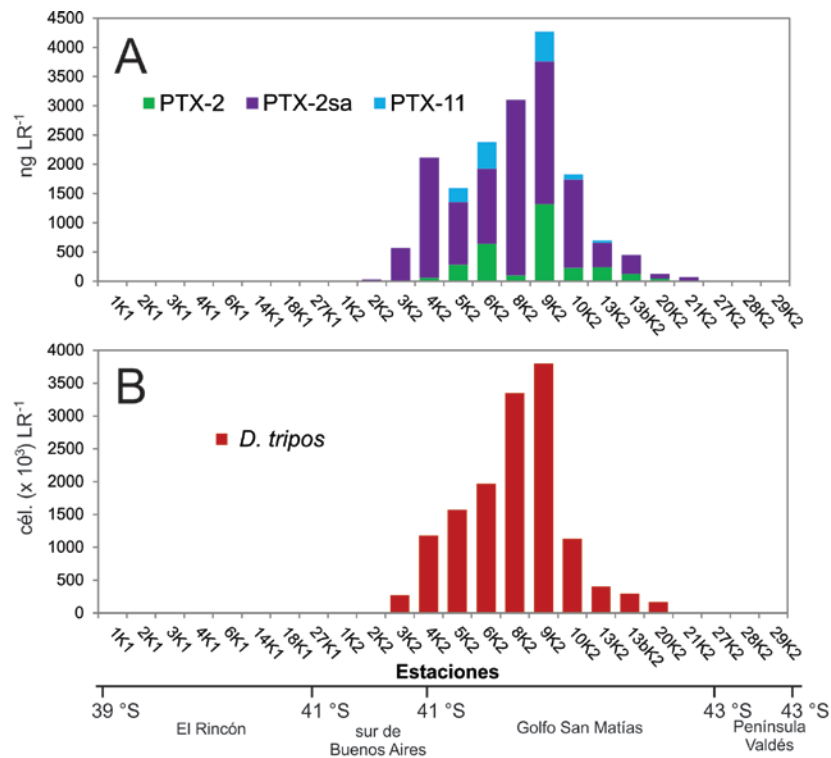 A
4500
4000
3500
3000
2500
2000
1500
1000
500
0
ng LR⁻¹
PTX-2 PTX-2sa PTX-11
1K1 2K1 3K1 4K1 6K1 14K1 18K1 27K1 1K2 2K2 3K2 4K2 5K2 6K2 8K2 9K2 10K2 13K2 13bK2 20K2 21K2 27K2 28K2 29K2
B
4000
3500
3000
2500
2000
1500
1000
500
0
cél. (x 10³) LR⁻¹
D. tripos
1K1 2K1 3K1 4K1 6K1 14K1 18K1 27K1 1K2 2K2 3K2 4K2 5K2 6K2 8K2 9K2 10K2 13K2 13bK2 20K2 21K2 27K2 28K2 29K2
Estaciones
39 °S 41 °S 41 °S 43 °S 43 °S
El Rincón
sur de
Buenos Aires
Golfo San Matías
Península
Valdés